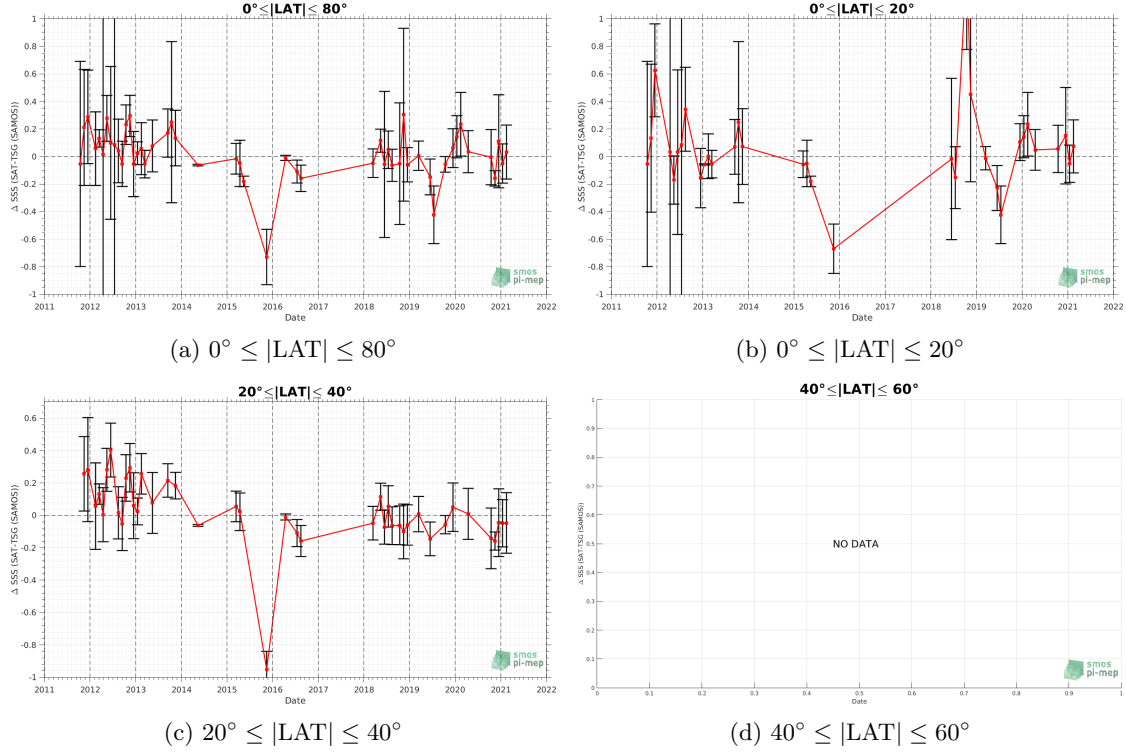 0°≤|LAT|≤ 80°
Δ SSS (SAT-TSG (SAMOS))
1
0.8
0.6
0.4
0.2
0
-0.2
-0.4
-0.6
-0.8
-1
2011 2012 2013 2014 2015 2016 2017 2018 2019 2020 2021 2022
Date
smos
pi-mep
(a) 0° ≤ |LAT| ≤ 80°
0°≤|LAT|≤ 20°
Δ SSS (SAT-TSG (SAMOS))
1
0.8
0.6
0.4
0.2
0
-0.2
-0.4
-0.6
-0.8
-1
2011 2012 2013 2014 2015 2016 2017 2018 2019 2020 2021 2022
Date
smos
pi-mep
(b) 0° ≤ |LAT| ≤ 20°
20°≤|LAT|≤ 40°
Δ SSS (SAT-TSG (SAMOS))
0.6
0.4
0.2
0
-0.2
-0.4
-0.6
-0.8
-1
2011 2012 2013 2014 2015 2016 2017 2018 2019 2020 2021 2022
Date
smos
pi-mep
(c) 20° ≤ |LAT| ≤ 40°
40°≤|LAT|≤ 60°
Δ SSS (SAT-TSG (SAMOS))
1
0.9
0.8
0.7
0.6
0.5
0.4
0.3
0.2
0.1
0
NO DATA
0 0.1 0.2 0.3 0.4 0.5 0.6 0.7 0.8 0.9 1
Date
smos
pi-mep
(d) 40° ≤ |LAT| ≤ 60°